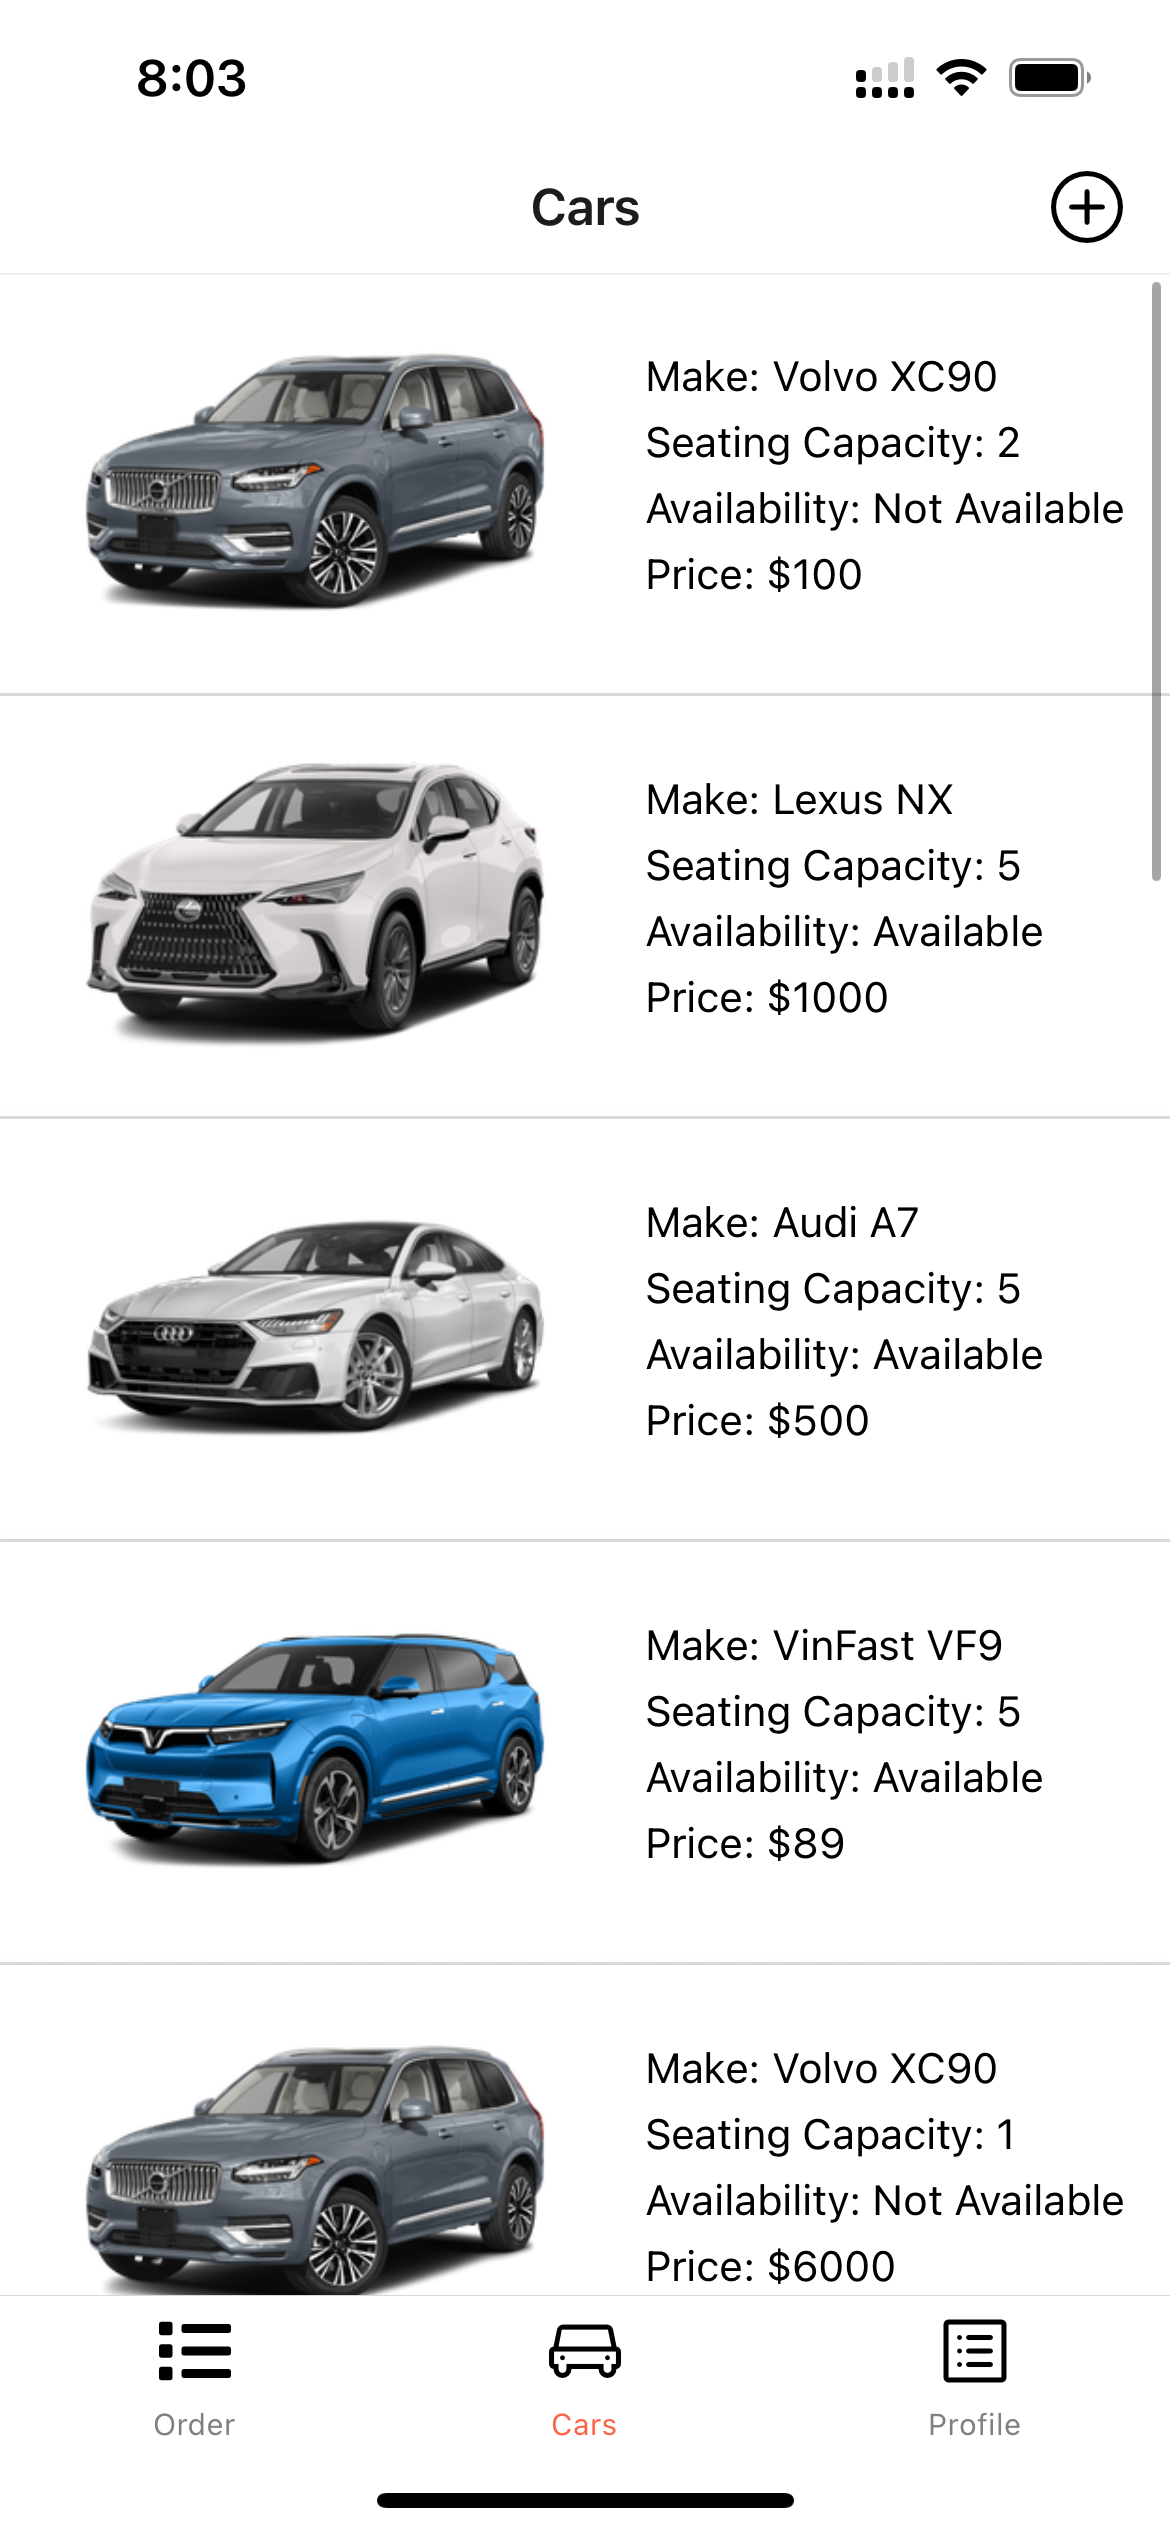 8:03
Cars
Make: Volvo XC90
Seating Capacity: 2
Availability: Not Available
Price: $100
Make: Lexus NX
Seating Capacity: 5
Availability: Available
Price: $1000
Make: Audi A7
Seating Capacity: 5
Availability: Available
Price: $500
Make: VinFast VF9
Seating Capacity: 5
Availability: Available
Price: $89
Make: Volvo XC90
Seating Capacity: 1
Availability: Not Available
Price: $6000
Order
Cars
Profile